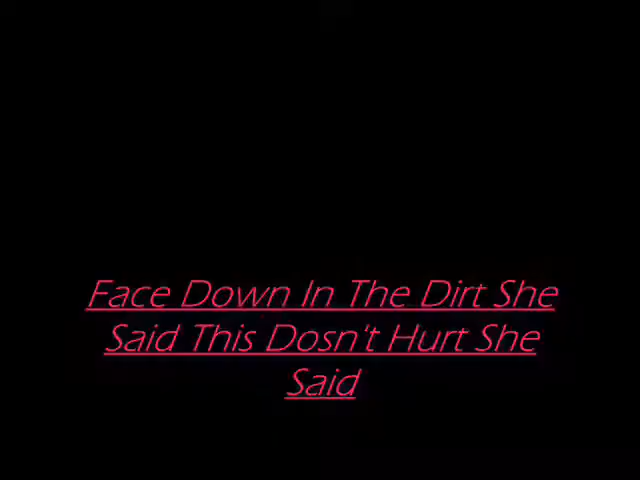 Face Down In The Dirt She
Said This Dosn't Hurt She
Said